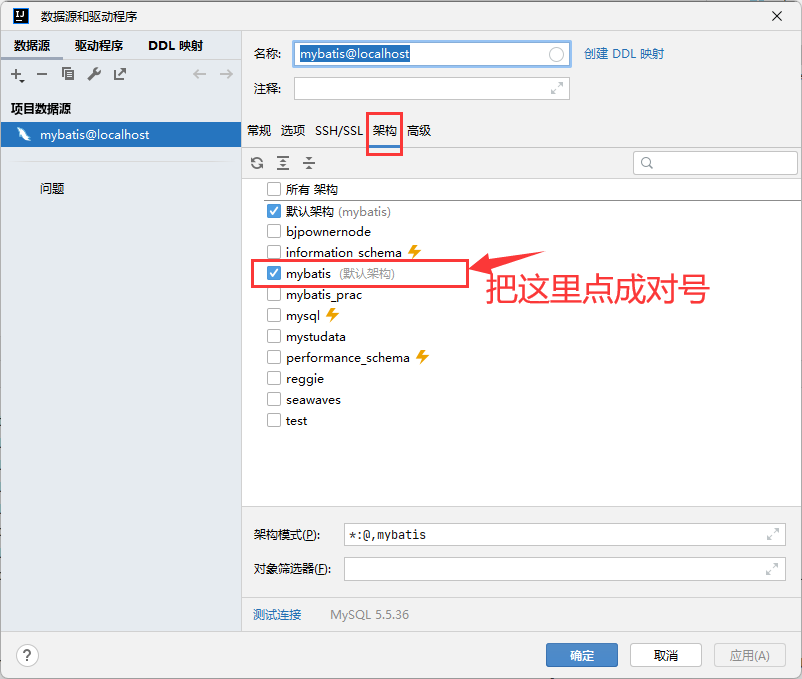 数据源和驱动程序
数据源 驱动程序 DDL 映射
项目数据源
mybatis@localhost
问题
名称: mybatis@localhost 创建 DDL 映射
注释:
常规 选项 SSH/SSL 架构 高级
所有 架构
默认架构 (mybatis)
bjpowernode
information_schema
mybatis (默认架构)
把这里点成对号
mybatis_prac
mysql
mystudata
performance_schema
reggie
seawaves
test
架构模式(P): *:@,mybatis
对象筛选器(F):
测试连接 MySQL 5.5.36
? 确定 取消 应用(A)